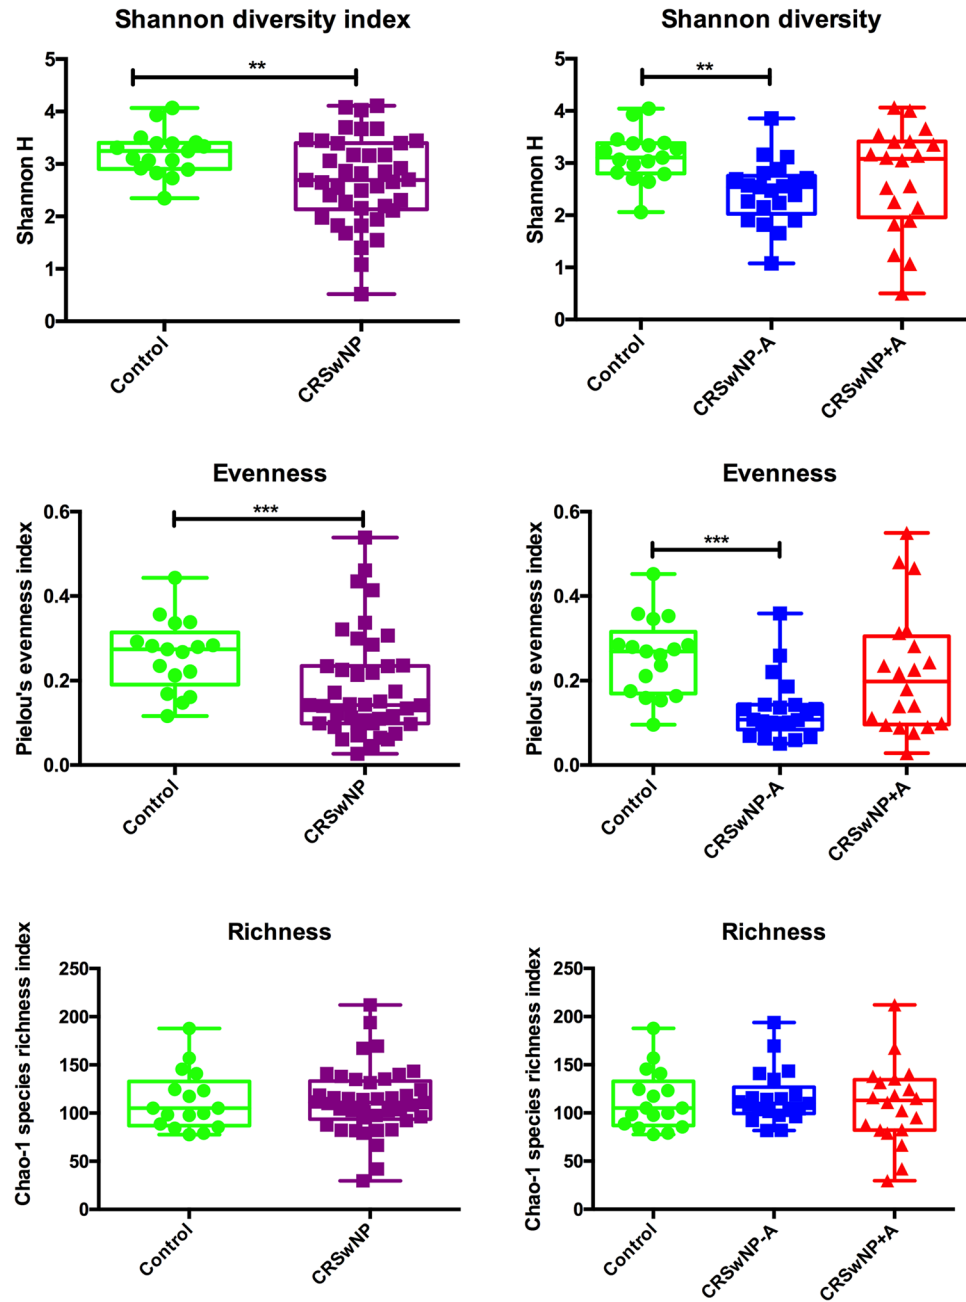 Shannon diversity index
Shannon H
5
4
3
2
1
0
**
Control
CRSwNP
Shannon diversity
Shannon H
5
4
3
2
1
0
**
Control
CRSwNP-A
CRSwNP+A
Evenness
Pielou's evenness index
0.6
0.4
0.2
0.0
***
Control
CRSwNP
Evenness
Pielou's evenness index
0.6
0.4
0.2
0.0
***
Control
CRSwNP-A
CRSwNP+A
Richness
Chao-1 species richness index
250
200
150
100
50
0
Control
CRSwNP
Richness
Chao-1 species richness index
250
200
150
100
50
0
Control
CRSwNP-A
CRSwNP+A